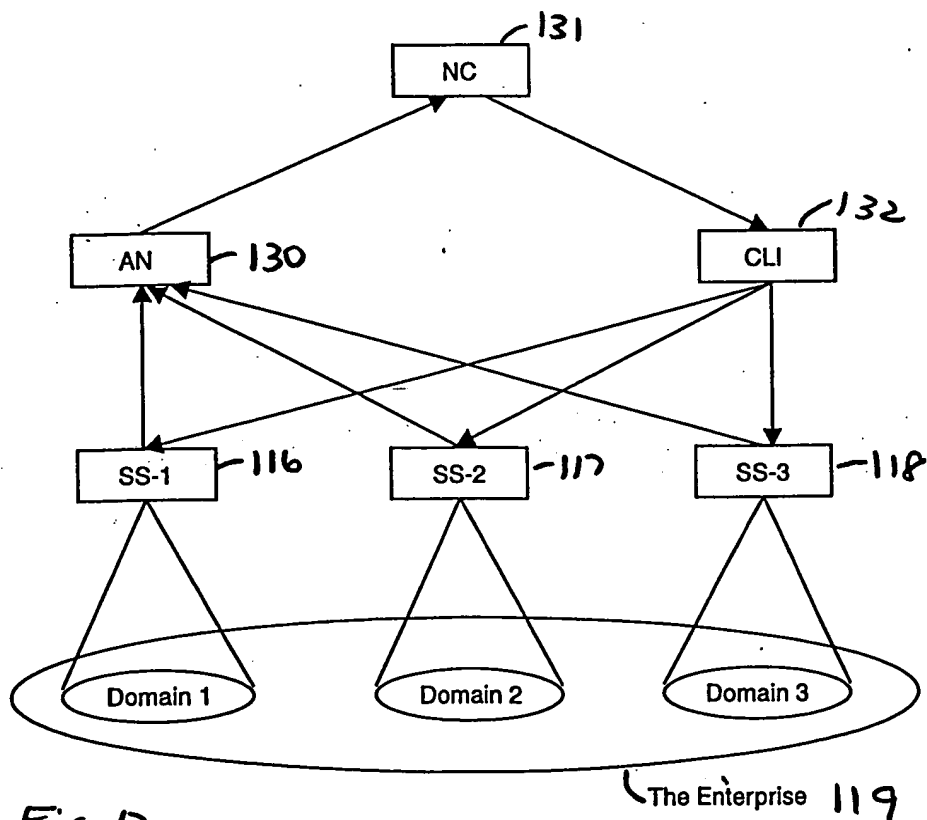 131
NC
132
AN
130
CLI
SS-1
116
SS-2
117
SS-3
118
Domain 1
Domain 2
Domain 3
The Enterprise 119